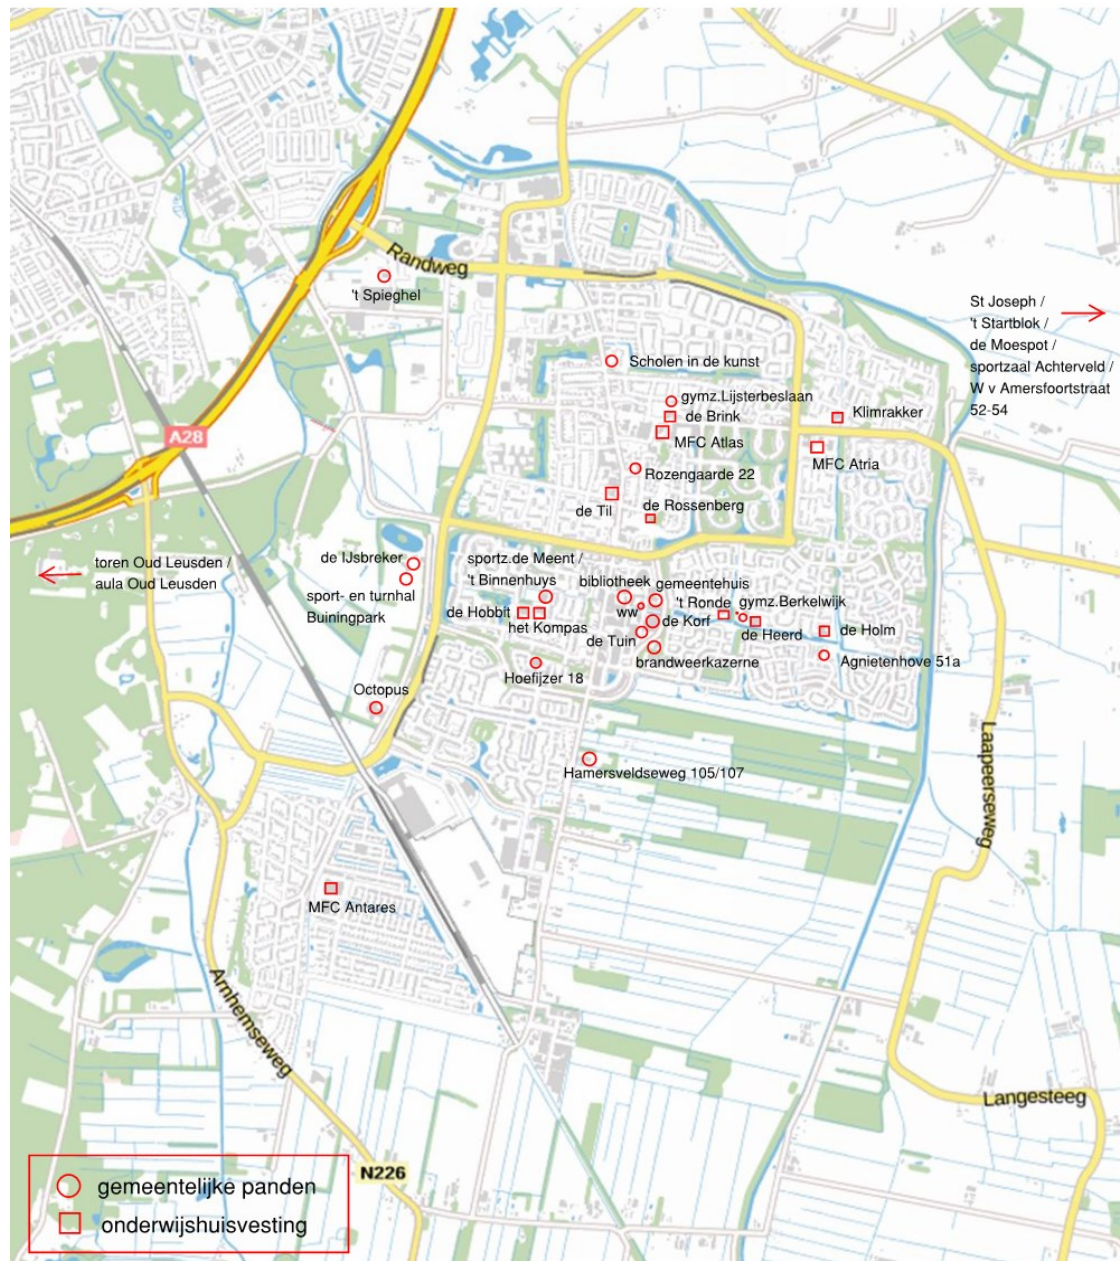 Randweg
't Spieghel
St Joseph /
't Startblok /
de Moespot /
sportzaal Achterveld /
W v Amersfoortstraat
52-54
Scholen in de kunst
gymz.Lijsterbeslaan
de Brink
Klimrakker
MFC Atlas
A28
MFC Atria
Rozengaarde 22
de Til
de Rossenberg
toren Oud Leusden /
aula Oud Leusden
de IJsbreker
sport- en turnhal
Buiningpark
sportz.de Meent /
't Binnenhuys
bibliotheek
gemeentehuis
ww
't Ronde
gymz.Berkelwijk
de Hobbit
het Kompas
de Korf
de Heerd
de Holm
de Tuin
brandweerkazerne
Agnietenhove 51a
Hoefijzer 18
Octopus
Hamersveldseweg 105/107
Laapeerseweg
MFC Antares
Arnhemseweg
Langesteeg
N226
gemeentelijke panden
onderwijshuisvesting